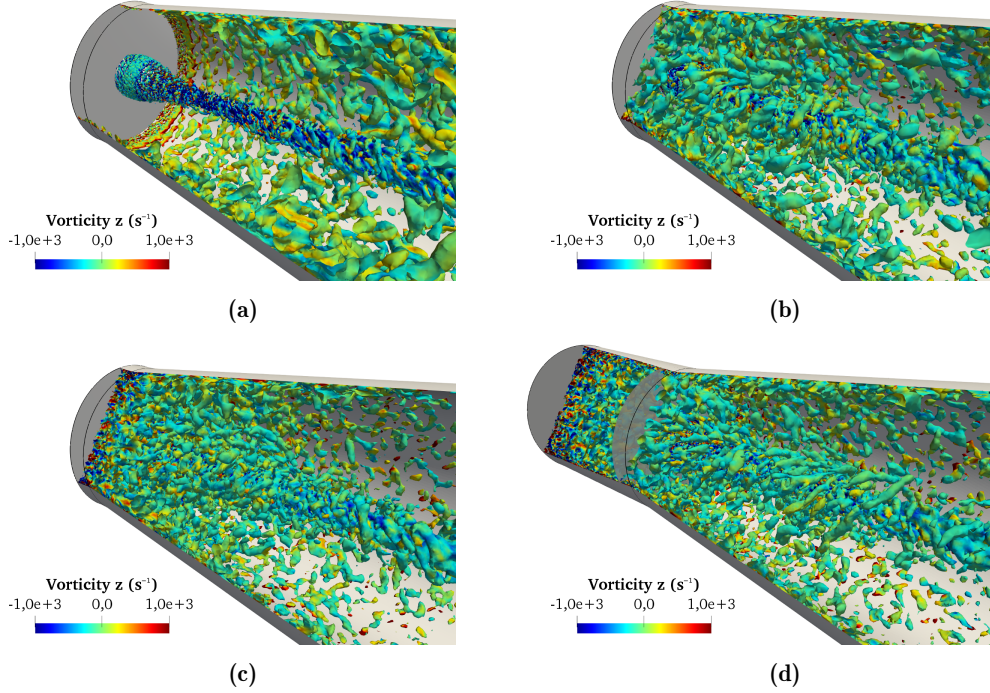 Vorticity z (s⁻¹)
-1,0e+3 0,0 1,0e+3
(a)
Vorticity z (s⁻¹)
-1,0e+3 0,0 1,0e+3
(b)
Vorticity z (s⁻¹)
-1,0e+3 0,0 1,0e+3
(c)
Vorticity z (s⁻¹)
-1,0e+3 0,0 1,0e+3
(d)